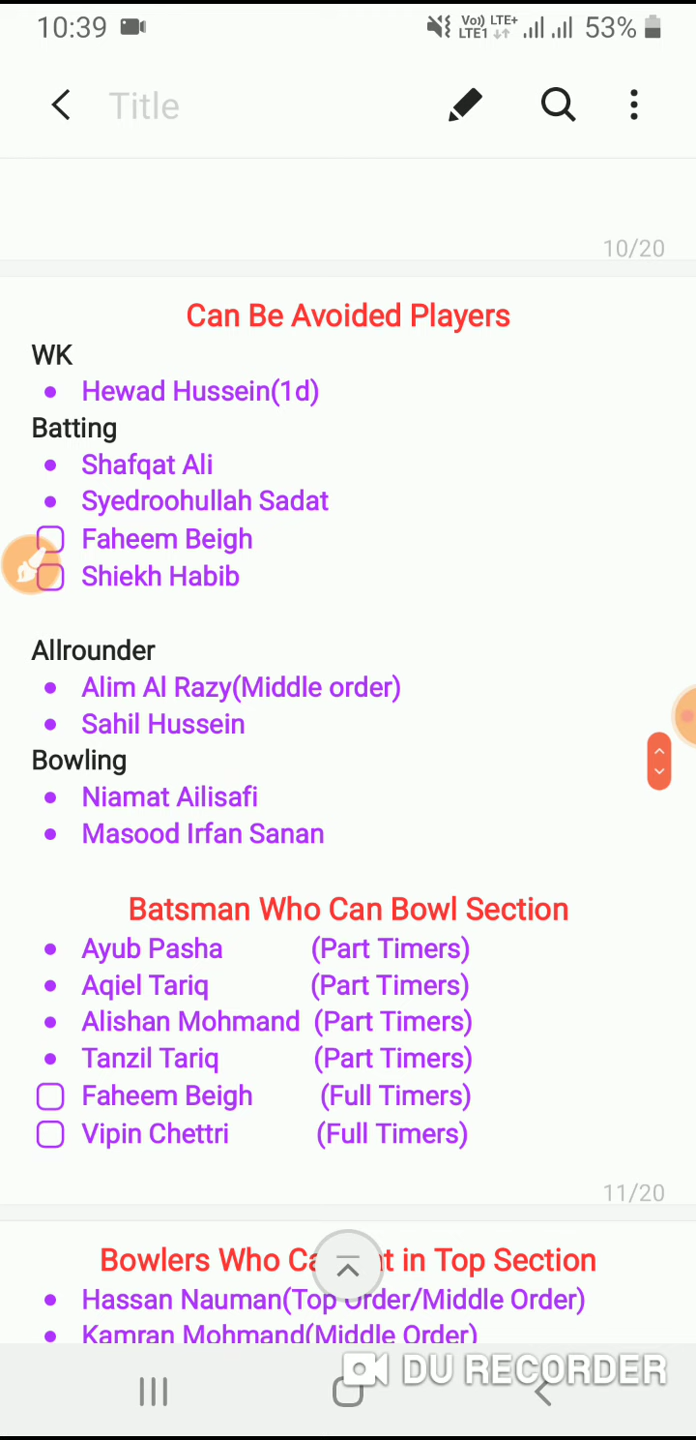 10:39 Vo)) LTE+ LTE1 53%
Title
10/20
Can Be Avoided Players
WK
Hewad Hussein(1d)
Batting
Shafqat Ali
Syedroohullah Sadat
Faheem Beigh
Shiekh Habib
Allrounder
Alim Al Razy(Middle order)
Sahil Hussein
Bowling
Niamat Ailisafi
Masood Irfan Sanan
Batsman Who Can Bowl Section
Ayub Pasha (Part Timers)
Aqiel Tariq (Part Timers)
Alishan Mohmand (Part Timers)
Tanzil Tariq (Part Timers)
Faheem Beigh (Full Timers)
Vipin Chettri (Full Timers)
11/20
Bowlers Who in Top Section
Hassan Nauman(Top Order/Middle Order)
Kamran Mohmand(Middle Order)
DU RECORDER